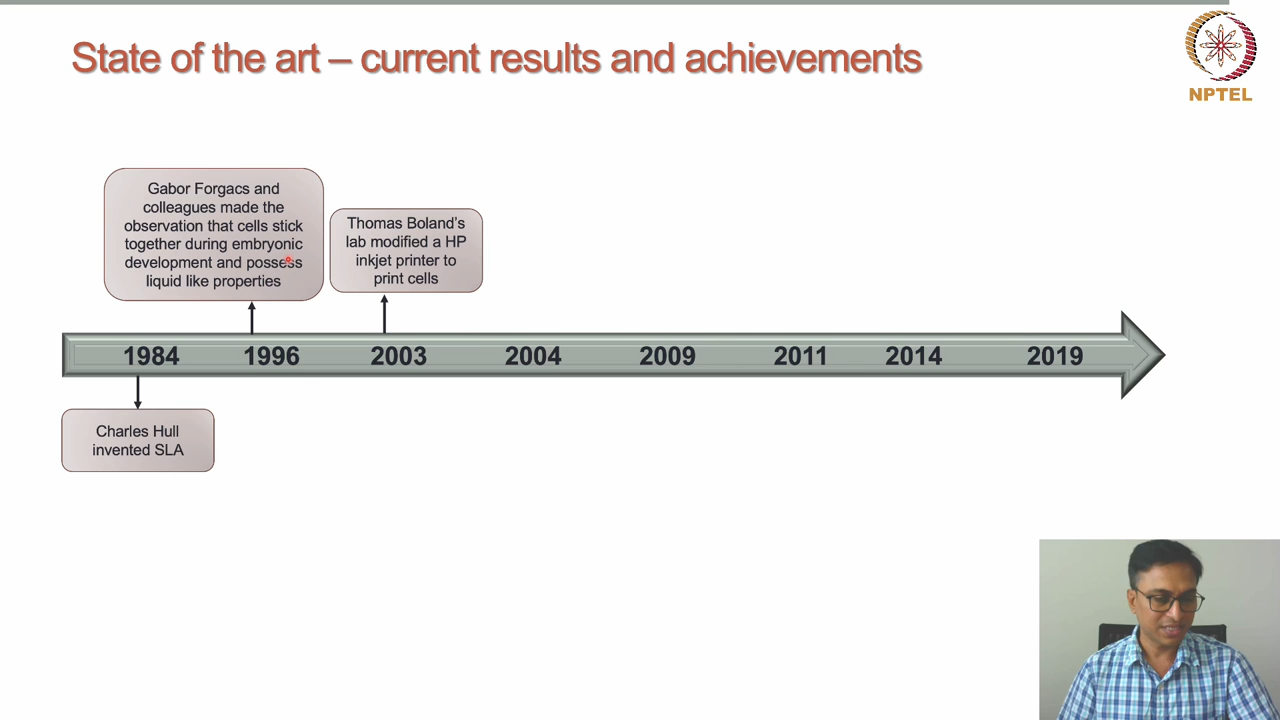 State of the art – current results and achievements
NPTEL
Gabor Forgacs and
colleagues made the
observation that cells stick
together during embryonic
development and possess
liquid like properties
Thomas Boland's
lab modified a HP
inkjet printer to
print cells
1984 1996 2003 2004 2009 2011 2014 2019
Charles Hull
invented SLA